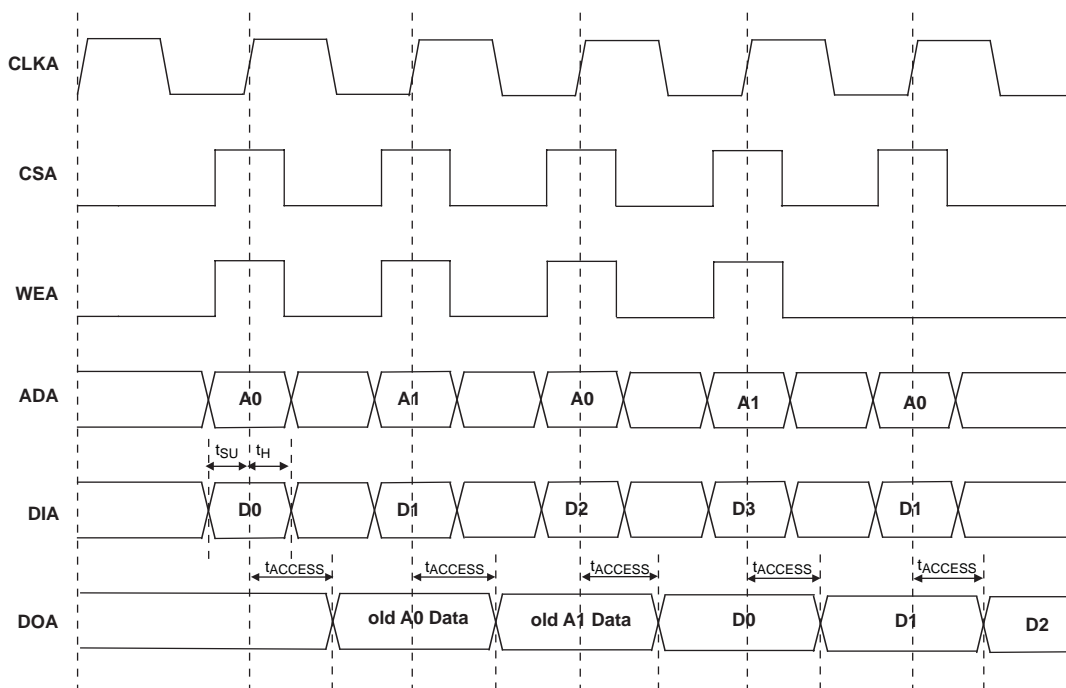 CLKA
CSA
WEA
ADA
A0
A1
A0
A1
A0
tSU
tH
DIA
D0
D1
D2
D3
D1
tACCESS
tACCESS
tACCESS
tACCESS
tACCESS
DOA
old A0 Data
old A1 Data
D0
D1
D2